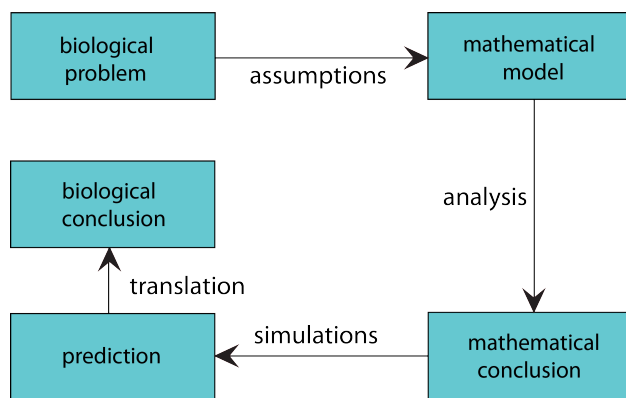 biological
problem
assumptions
mathematical
model
analysis
mathematical
conclusion
simulations
prediction
translation
biological
conclusion